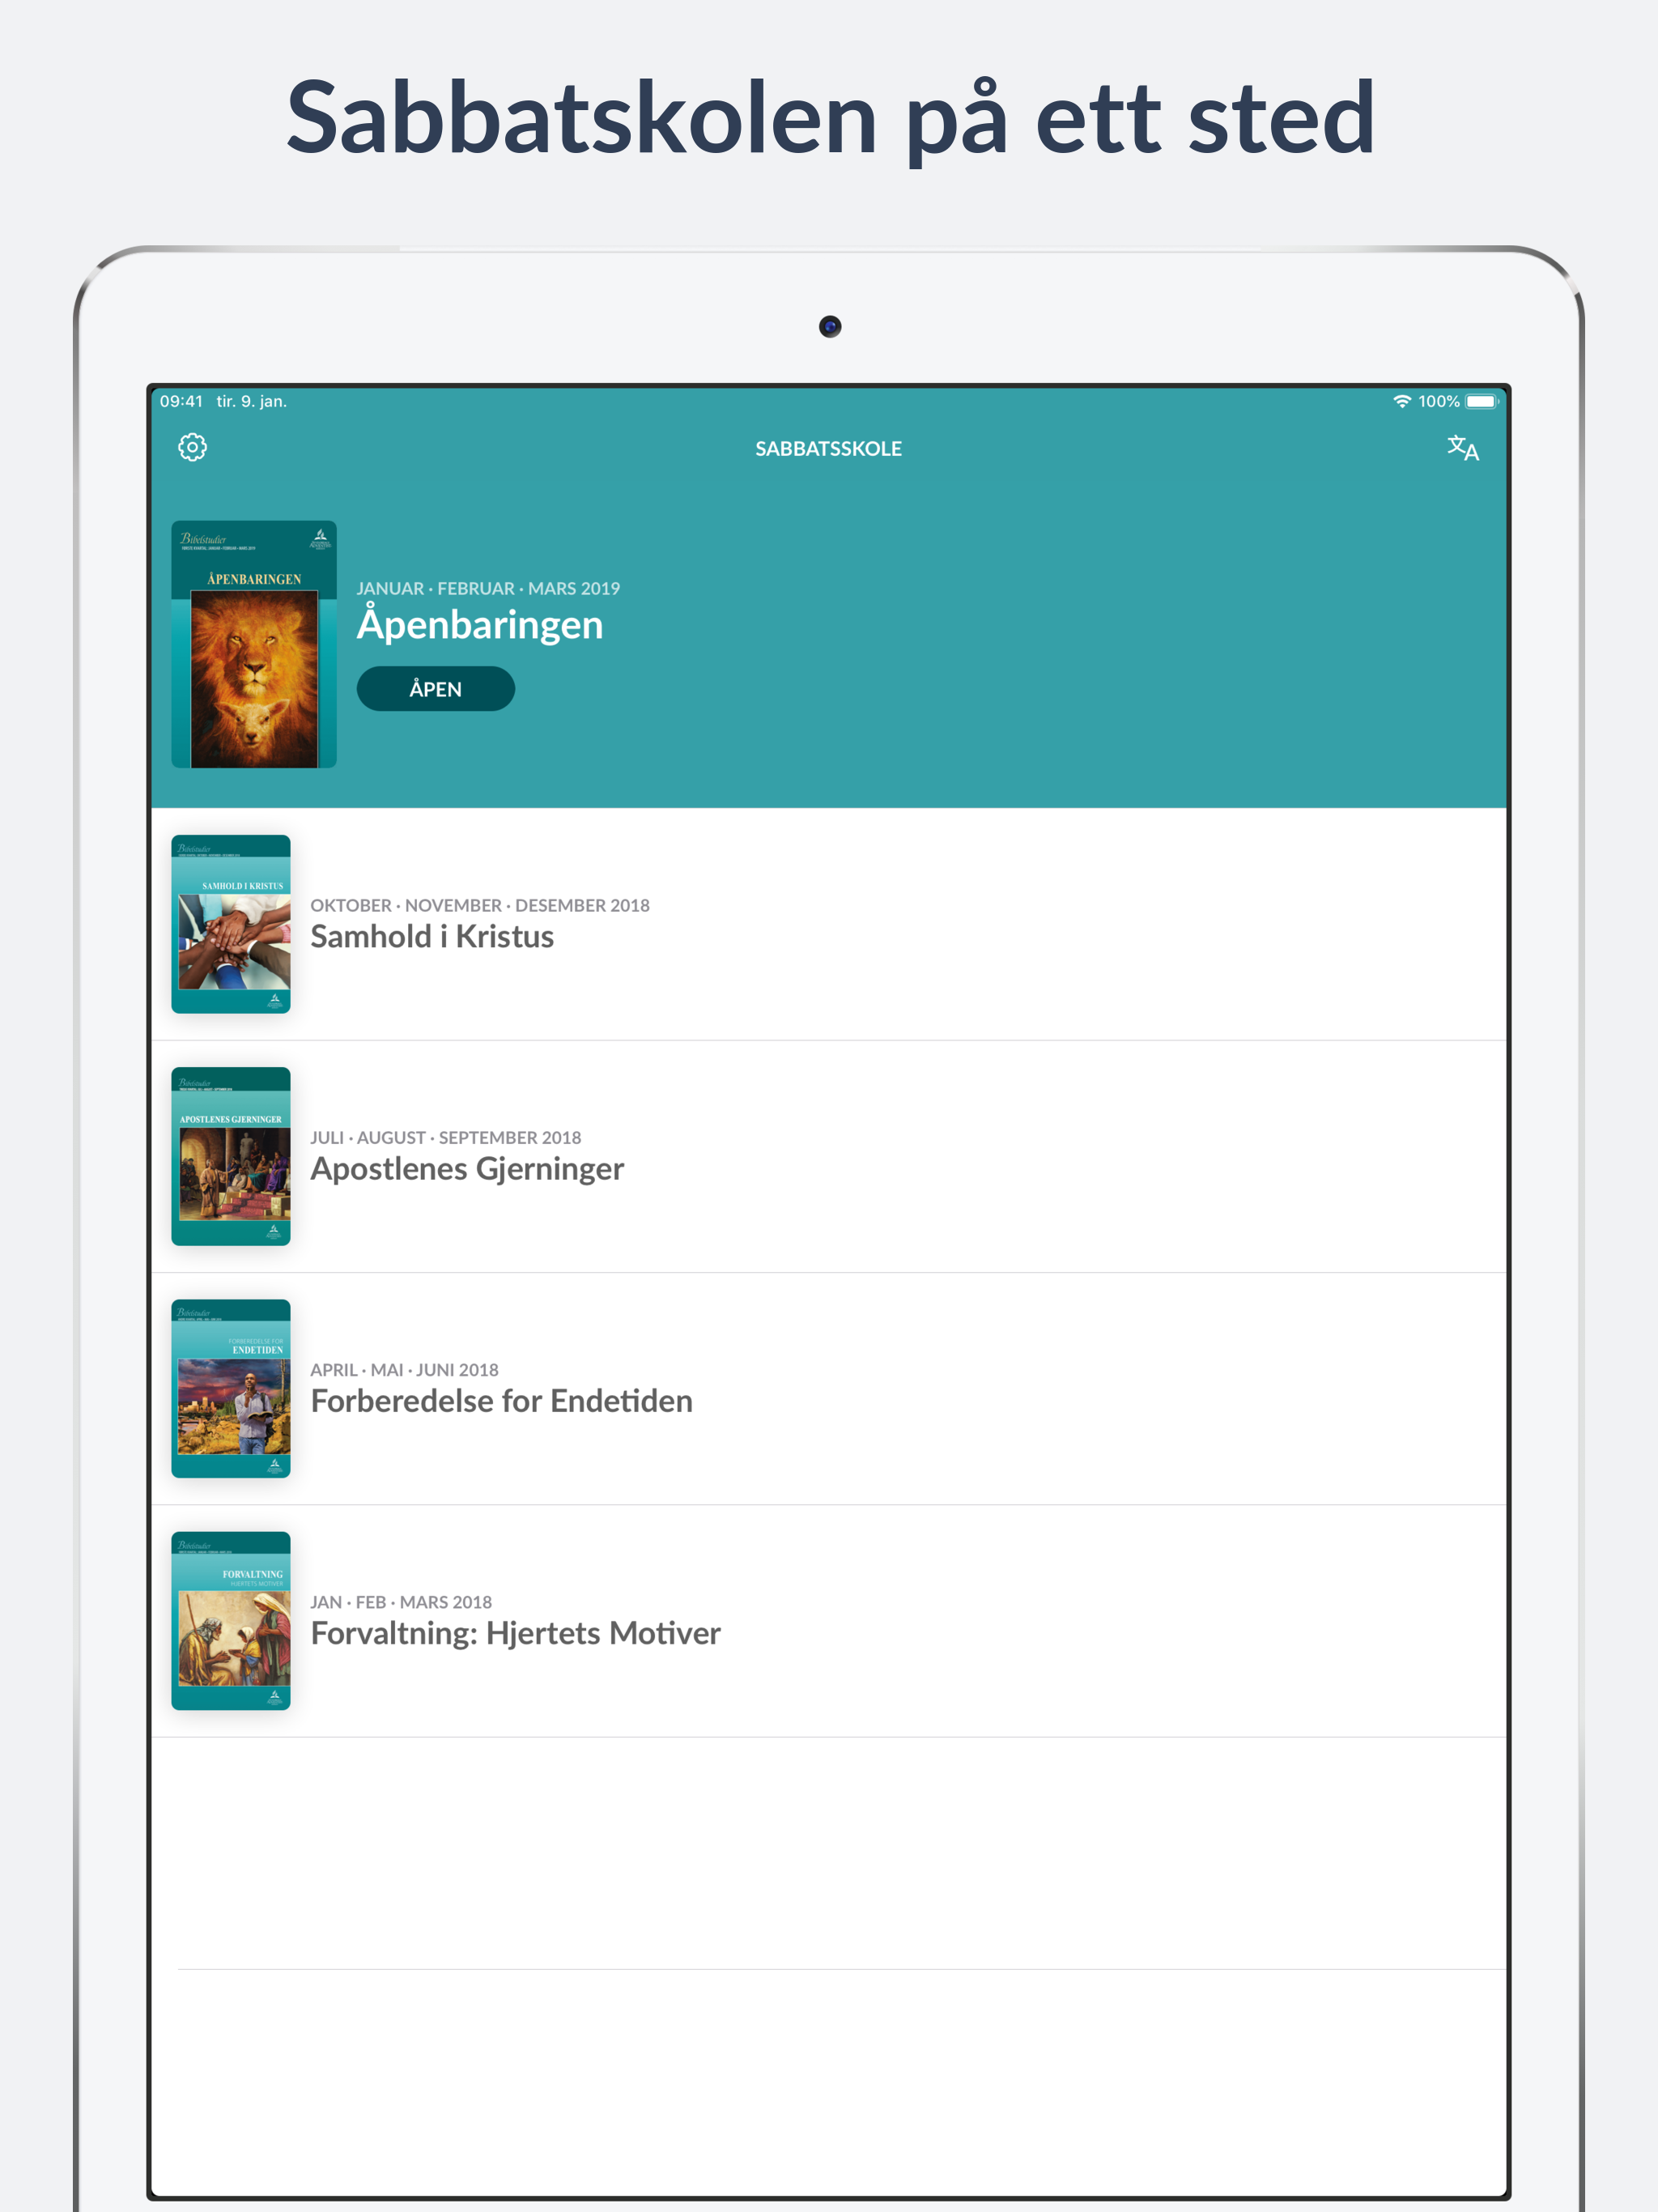 Sabbatskolen på ett sted
09:41 tir. 9. jan.
100%
SABBATSSKOLE
文A
Bibelstudier
ÅPENBARINGEN
JANUAR · FEBRUAR · MARS 2019
Åpenbaringen
ÅPEN
Bibelstudier
SAMHOLD I KRISTUS
OKTOBER · NOVEMBER · DESEMBER 2018
Samhold i Kristus
Bibelstudier
APOSTLENES GJERNINGER
JULI · AUGUST · SEPTEMBER 2018
Apostlenes Gjerninger
Bibelstudier
FORBEREDELSE FOR
ENDETIDEN
APRIL · MAI · JUNI 2018
Forberedelse for Endetiden
Bibelstudier
FORVALTNING
HJERTETS MOTIVER
JAN · FEB · MARS 2018
Forvaltning: Hjertets Motiver